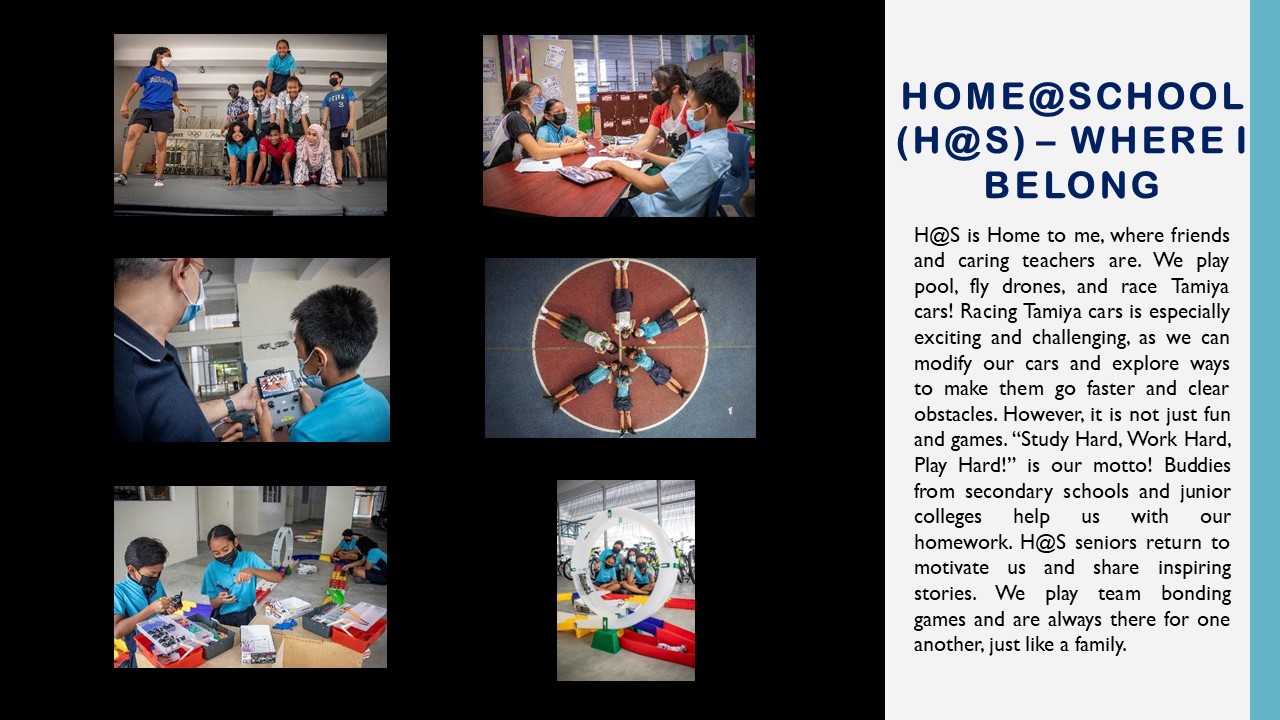 HOME@SCHOOL
(H@S) – WHERE I
BELONG
H@S is Home to me, where friends
and caring teachers are. We play
pool, fly drones, and race Tamiya
cars! Racing Tamiya cars is especially
exciting and challenging, as we can
modify our cars and explore ways
to make them go faster and clear
obstacles. However, it is not just fun
and games. “Study Hard, Work Hard,
Play Hard!” is our motto! Buddies
from secondary schools and junior
colleges help us with our
homework. H@S seniors return to
motivate us and share inspiring
stories. We play team bonding
games and are always there for one
another, just like a family.